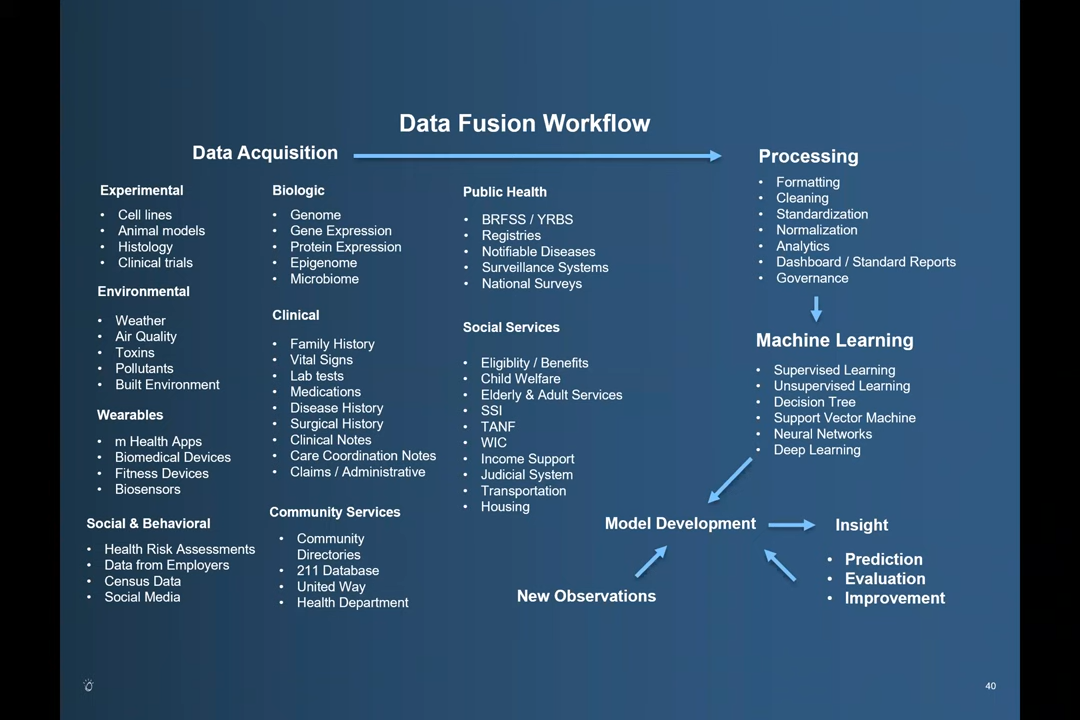 Data Fusion Workflow
Data Acquisition
Experimental
• Cell lines
• Animal models
• Histology
• Clinical trials
Environmental
• Weather
• Air Quality
• Toxins
• Pollutants
• Built Environment
Wearables
• m Health Apps
• Biomedical Devices
• Fitness Devices
• Biosensors
Social & Behavioral
• Health Risk Assessments
• Data from Employers
• Census Data
• Social Media
Biologic
• Genome
• Gene Expression
• Protein Expression
• Epigenome
• Microbiome
Clinical
• Family History
• Vital Signs
• Lab tests
• Medications
• Disease History
• Surgical History
• Clinical Notes
• Care Coordination Notes
• Claims / Administrative
Community Services
• Community
Directories
• 211 Database
• United Way
• Health Department
Public Health
• BRFSS / YRBS
• Registries
• Notifiable Diseases
• Surveillance Systems
• National Surveys
Social Services
• Eligiblity / Benefits
• Child Welfare
• Elderly & Adult Services
• SSI
• TANF
• WIC
• Income Support
• Judicial System
• Transportation
• Housing
Processing
• Formatting
• Cleaning
• Standardization
• Normalization
• Analytics
• Dashboard / Standard Reports
• Governance
Machine Learning
• Supervised Learning
• Unsupervised Learning
• Decision Tree
• Support Vector Machine
• Neural Networks
• Deep Learning
Model Development
Insight
• Prediction
• Evaluation
• Improvement
New Observations
40